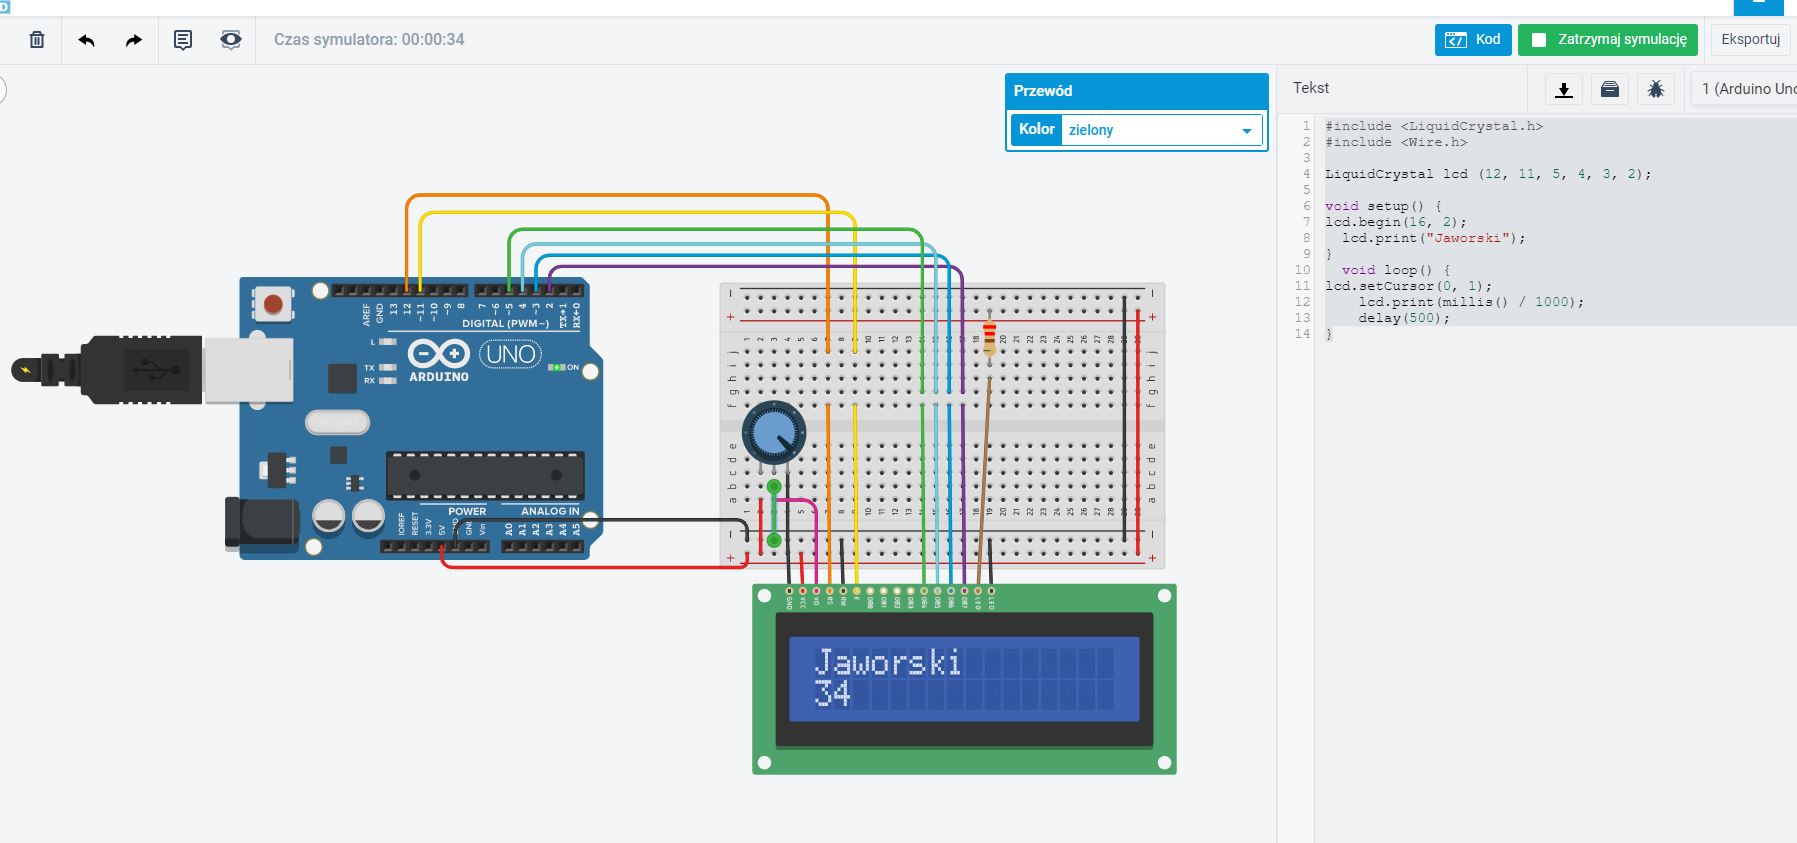 Czas symulatora: 00:00:34
Kod
Zatrzymaj symulację
Eksportuj
Przewód
Kolor
zielony
Tekst
1 (Arduino Uno
1 #include <LiquidCrystal.h>
2 #include <Wire.h>
3
4 LiquidCrystal lcd (12, 11, 5, 4, 3, 2);
5
6 void setup() {
7 lcd.begin(16, 2);
8 lcd.print("Jaworski");
9 }
10 void loop() {
11 lcd.setCursor(0, 1);
12 lcd.print(millis() / 1000);
13 delay(500);
14 }
AREF GND 13 12 ~11 ~10 ~9 8 7 ~6 ~5 4 ~3 2 TX→1 RX←0
DIGITAL (PWM~)
L
TX
RX
ARDUINO
UNO
ON
POWER
ANALOG IN
IOREF RESET 3.3V 5V GND GND Vin A0 A1 A2 A3 A4 A5
GND VCC VO RS RW E DB0 DB1 DB2 DB3 DB4 DB5 DB6 DB7 LED LED
Jaworski
34